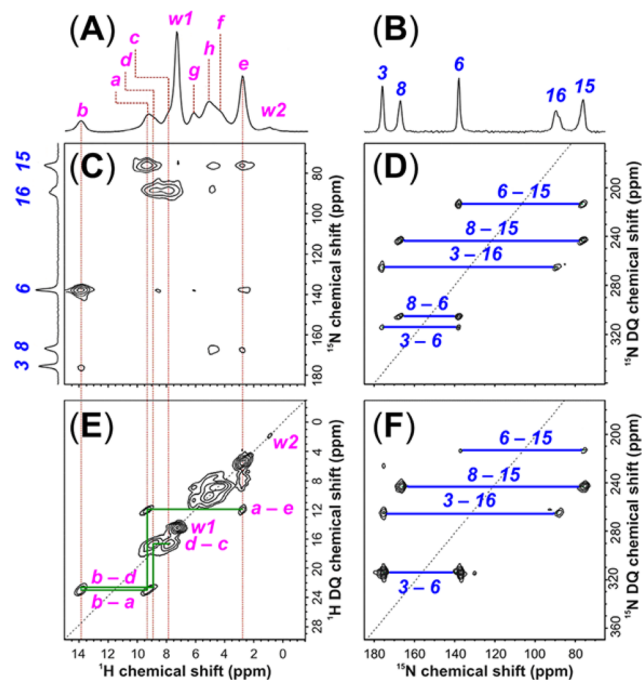 (A)
c
d
a
b
w1
f
h
g
e
w2
(B)
3
8
6
16
15
(C)
15
16
6
8
3
80
100
120
140
160
180
¹⁵N chemical shift (ppm)
(D)
6 – 15
8 – 15
3 – 16
8 – 6
3 – 6
200
240
280
320
¹⁵N DQ chemical shift (ppm)
(E)
w2
a – e
w1
d – c
b – d
b – a
0
4
8
12
16
20
24
28
¹H DQ chemical shift (ppm)
14 12 10 8 6 4 2 0
¹H chemical shift (ppm)
(F)
6 – 15
8 – 15
3 – 16
3 – 6
200
240
280
320
360
¹⁵N DQ chemical shift (ppm)
180 160 140 120 100 80
¹⁵N chemical shift (ppm)